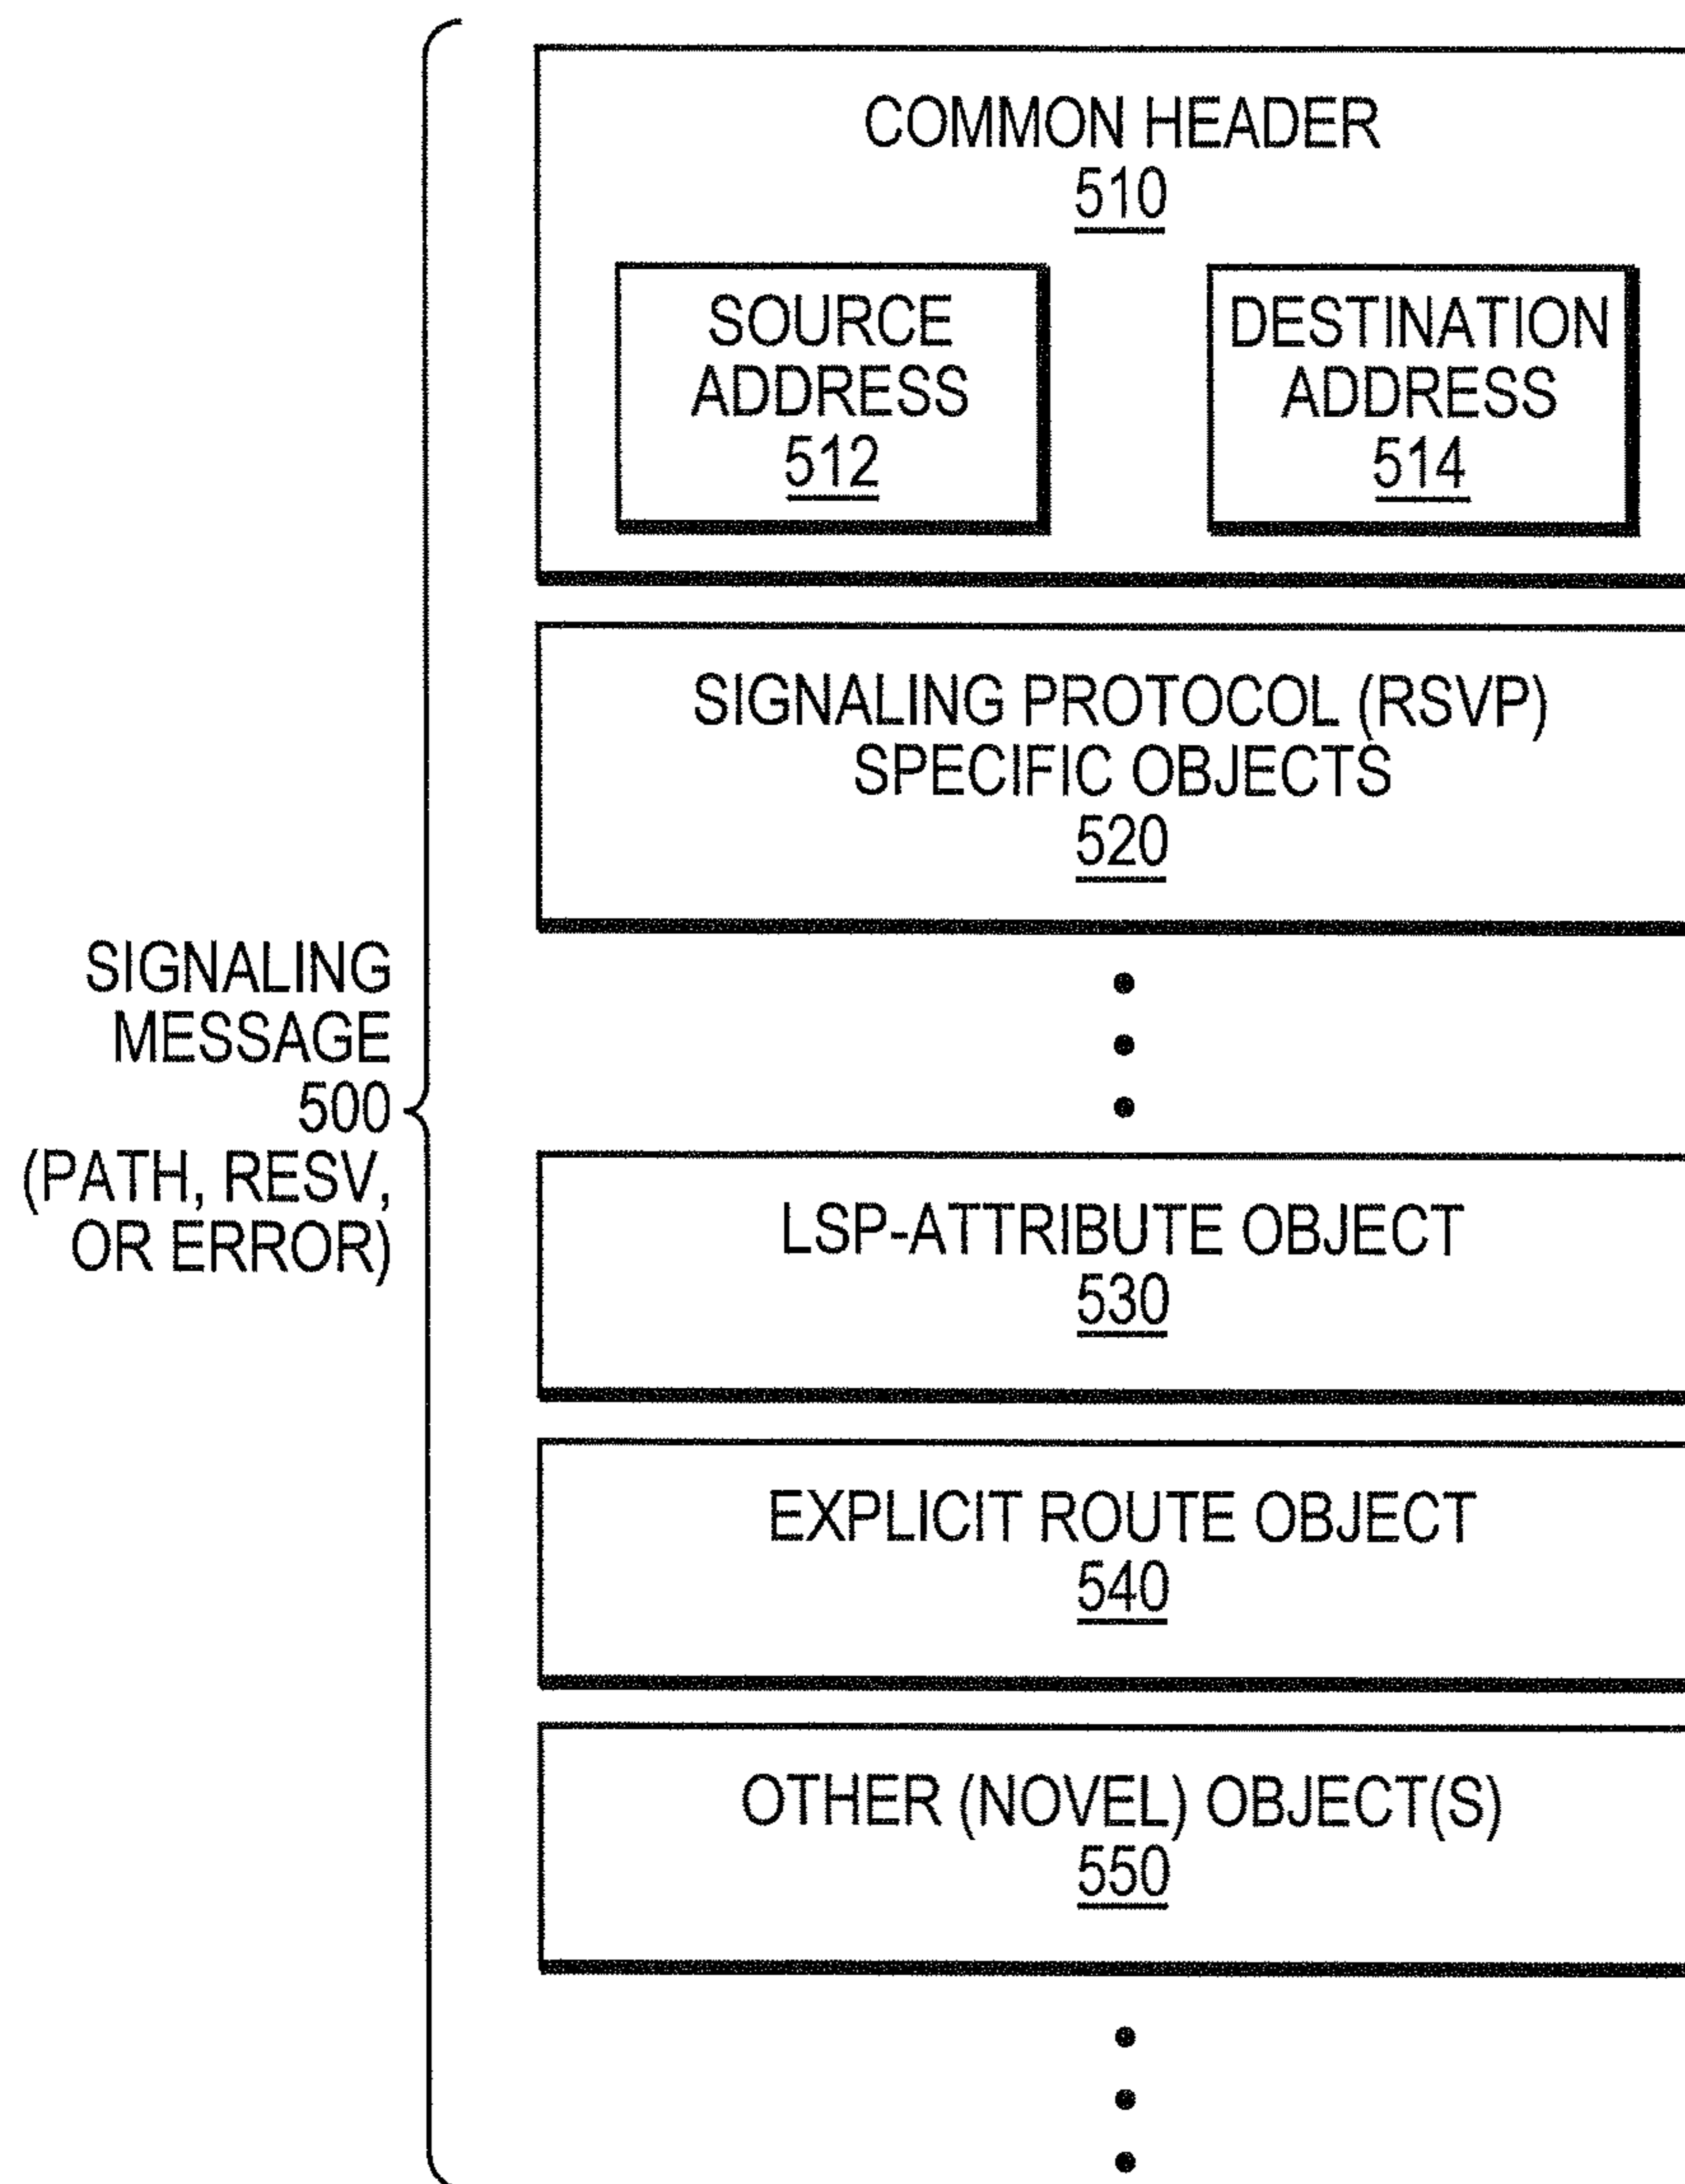 COMMON HEADER
510
SOURCE
ADDRESS
512
DESTINATION
ADDRESS
514
SIGNALING PROTOCOL (RSVP)
SPECIFIC OBJECTS
520
SIGNALING
MESSAGE
500
(PATH, RESV,
OR ERROR)
LSP-ATTRIBUTE OBJECT
530
EXPLICIT ROUTE OBJECT
540
OTHER (NOVEL) OBJECT(S)
550